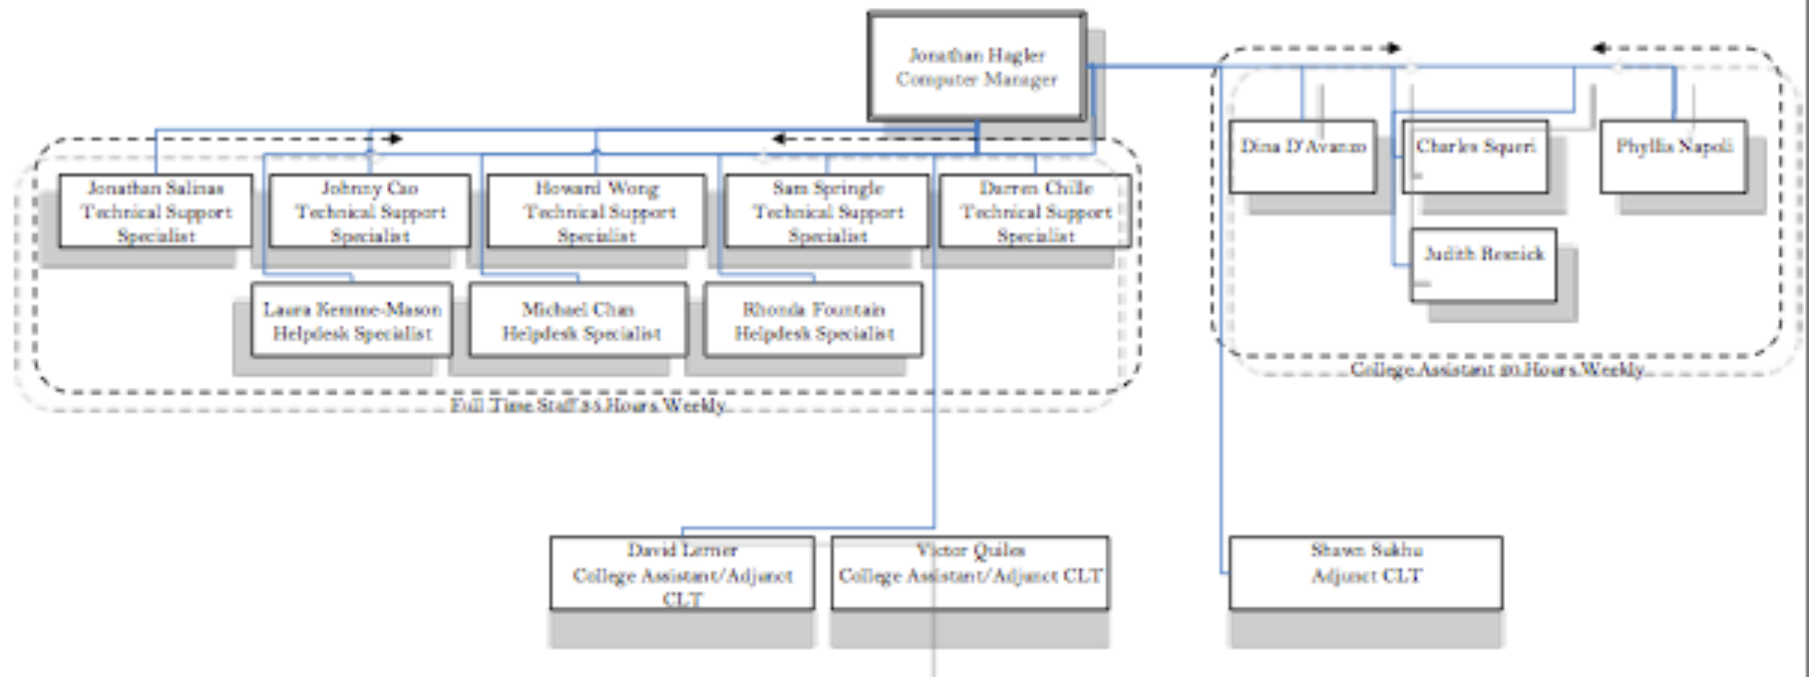 Jonathan Hagler
Computer Manager
Dina D'Avanzo
Charles Squeri
Phyllis Napoli
Jonathan Salinas
Technical Support
Specialist
Johnny Cao
Technical Support
Specialist
Howard Wong
Technical Support
Specialist
Sam Springle
Technical Support
Specialist
Darren Chille
Technical Support
Specialist
Judith Resnick
Laura Kemme-Mason
Helpdesk Specialist
Michael Chan
Helpdesk Specialist
Rhonda Fountain
Helpdesk Specialist
College Assistant 20 Hours Weekly
Full Time Staff 35 Hours Weekly
David Lerner
College Assistant/Adjunct
CLT
Victor Quiles
College Assistant/Adjunct CLT
Shawn Sukhu
Adjunct CLT